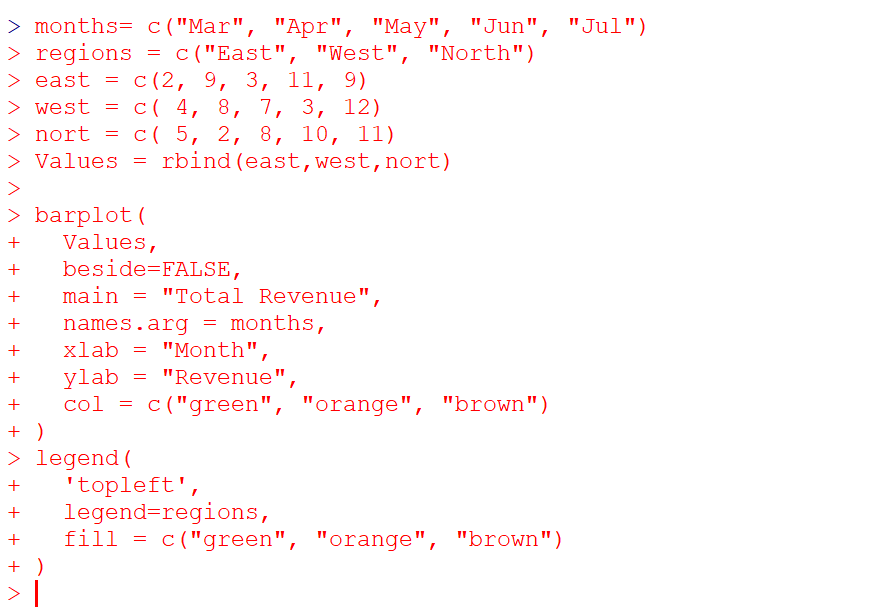 > months= c("Mar", "Apr", "May", "Jun", "Jul")
> regions = c("East", "West", "North")
> east = c(2, 9, 3, 11, 9)
> west = c( 4, 8, 7, 3, 12)
> nort = c( 5, 2, 8, 10, 11)
> Values = rbind(east,west,nort)
>
> barplot(
+   Values,
+   beside=FALSE,
+   main = "Total Revenue",
+   names.arg = months,
+   xlab = "Month",
+   ylab = "Revenue",
+   col = c("green", "orange", "brown")
+ )
> legend(
+   'topleft',
+   legend=regions,
+   fill = c("green", "orange", "brown")
+ )
>